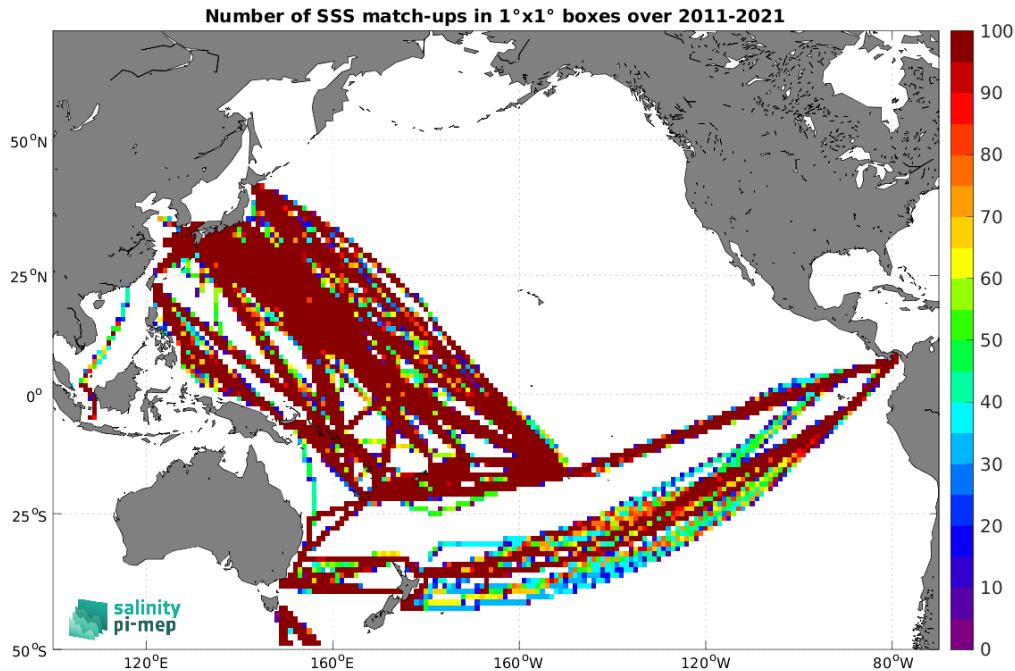 Number of SSS match-ups in 1°x1° boxes over 2011-2021
100
90
80
70
60
50
40
30
20
10
0
50°N
25°N
0°
25°S
50°S
120°E
160°E
160°W
120°W
80°W
salinity
pi-mep